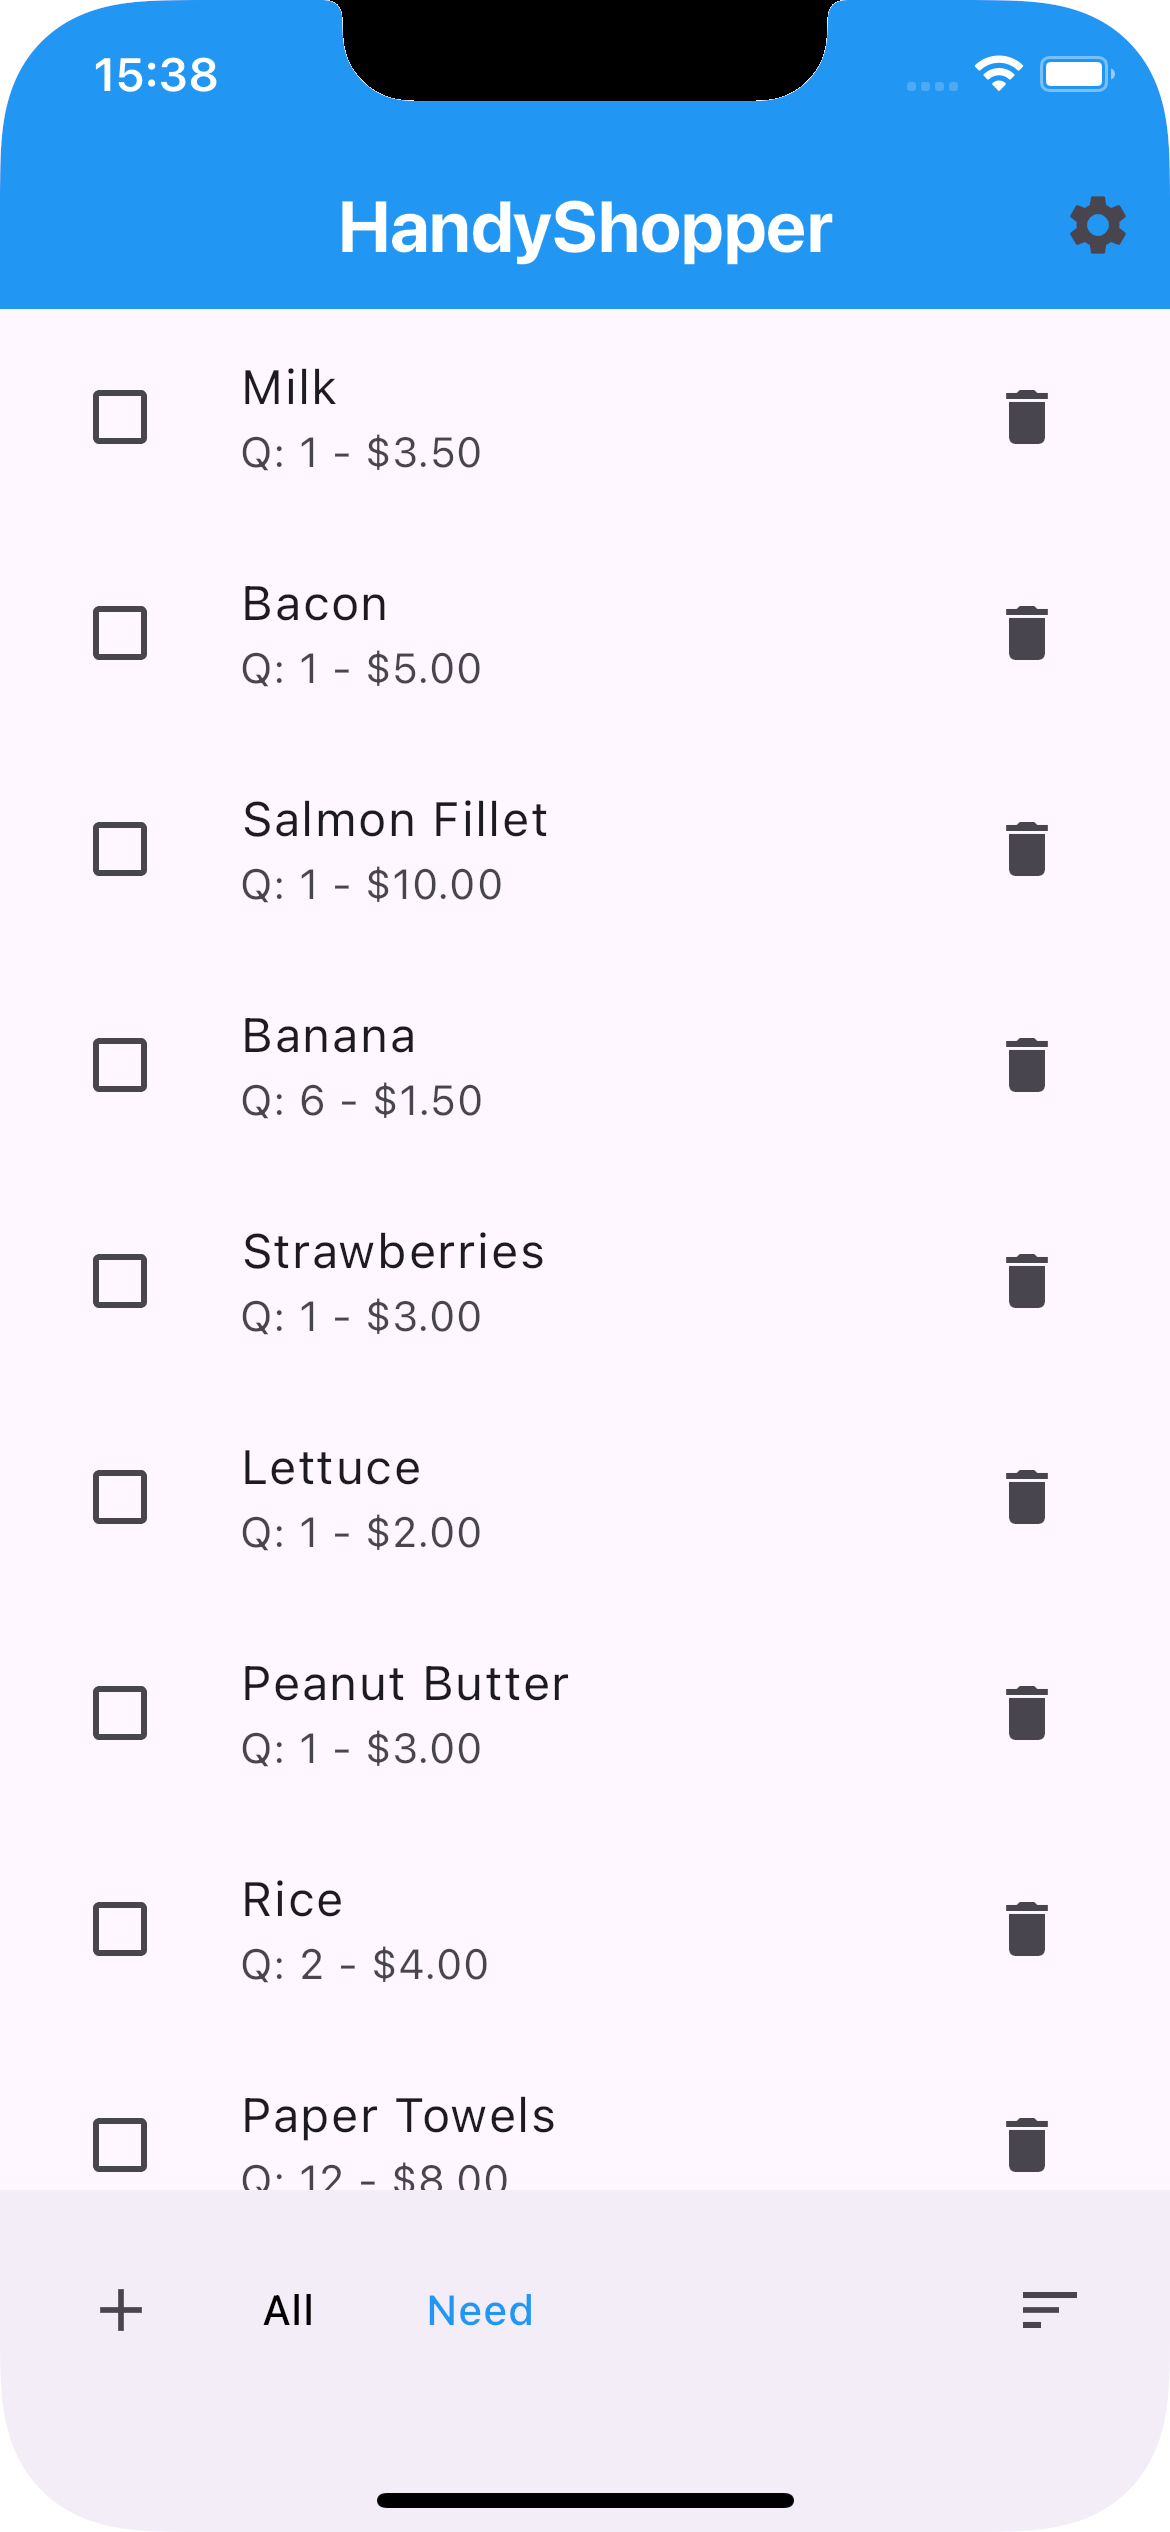 15:38
HandyShopper
Milk
Q: 1 - $3.50
Bacon
Q: 1 - $5.00
Salmon Fillet
Q: 1 - $10.00
Banana
Q: 6 - $1.50
Strawberries
Q: 1 - $3.00
Lettuce
Q: 1 - $2.00
Peanut Butter
Q: 1 - $3.00
Rice
Q: 2 - $4.00
Paper Towels
Q: 12 - $8.00
All Need